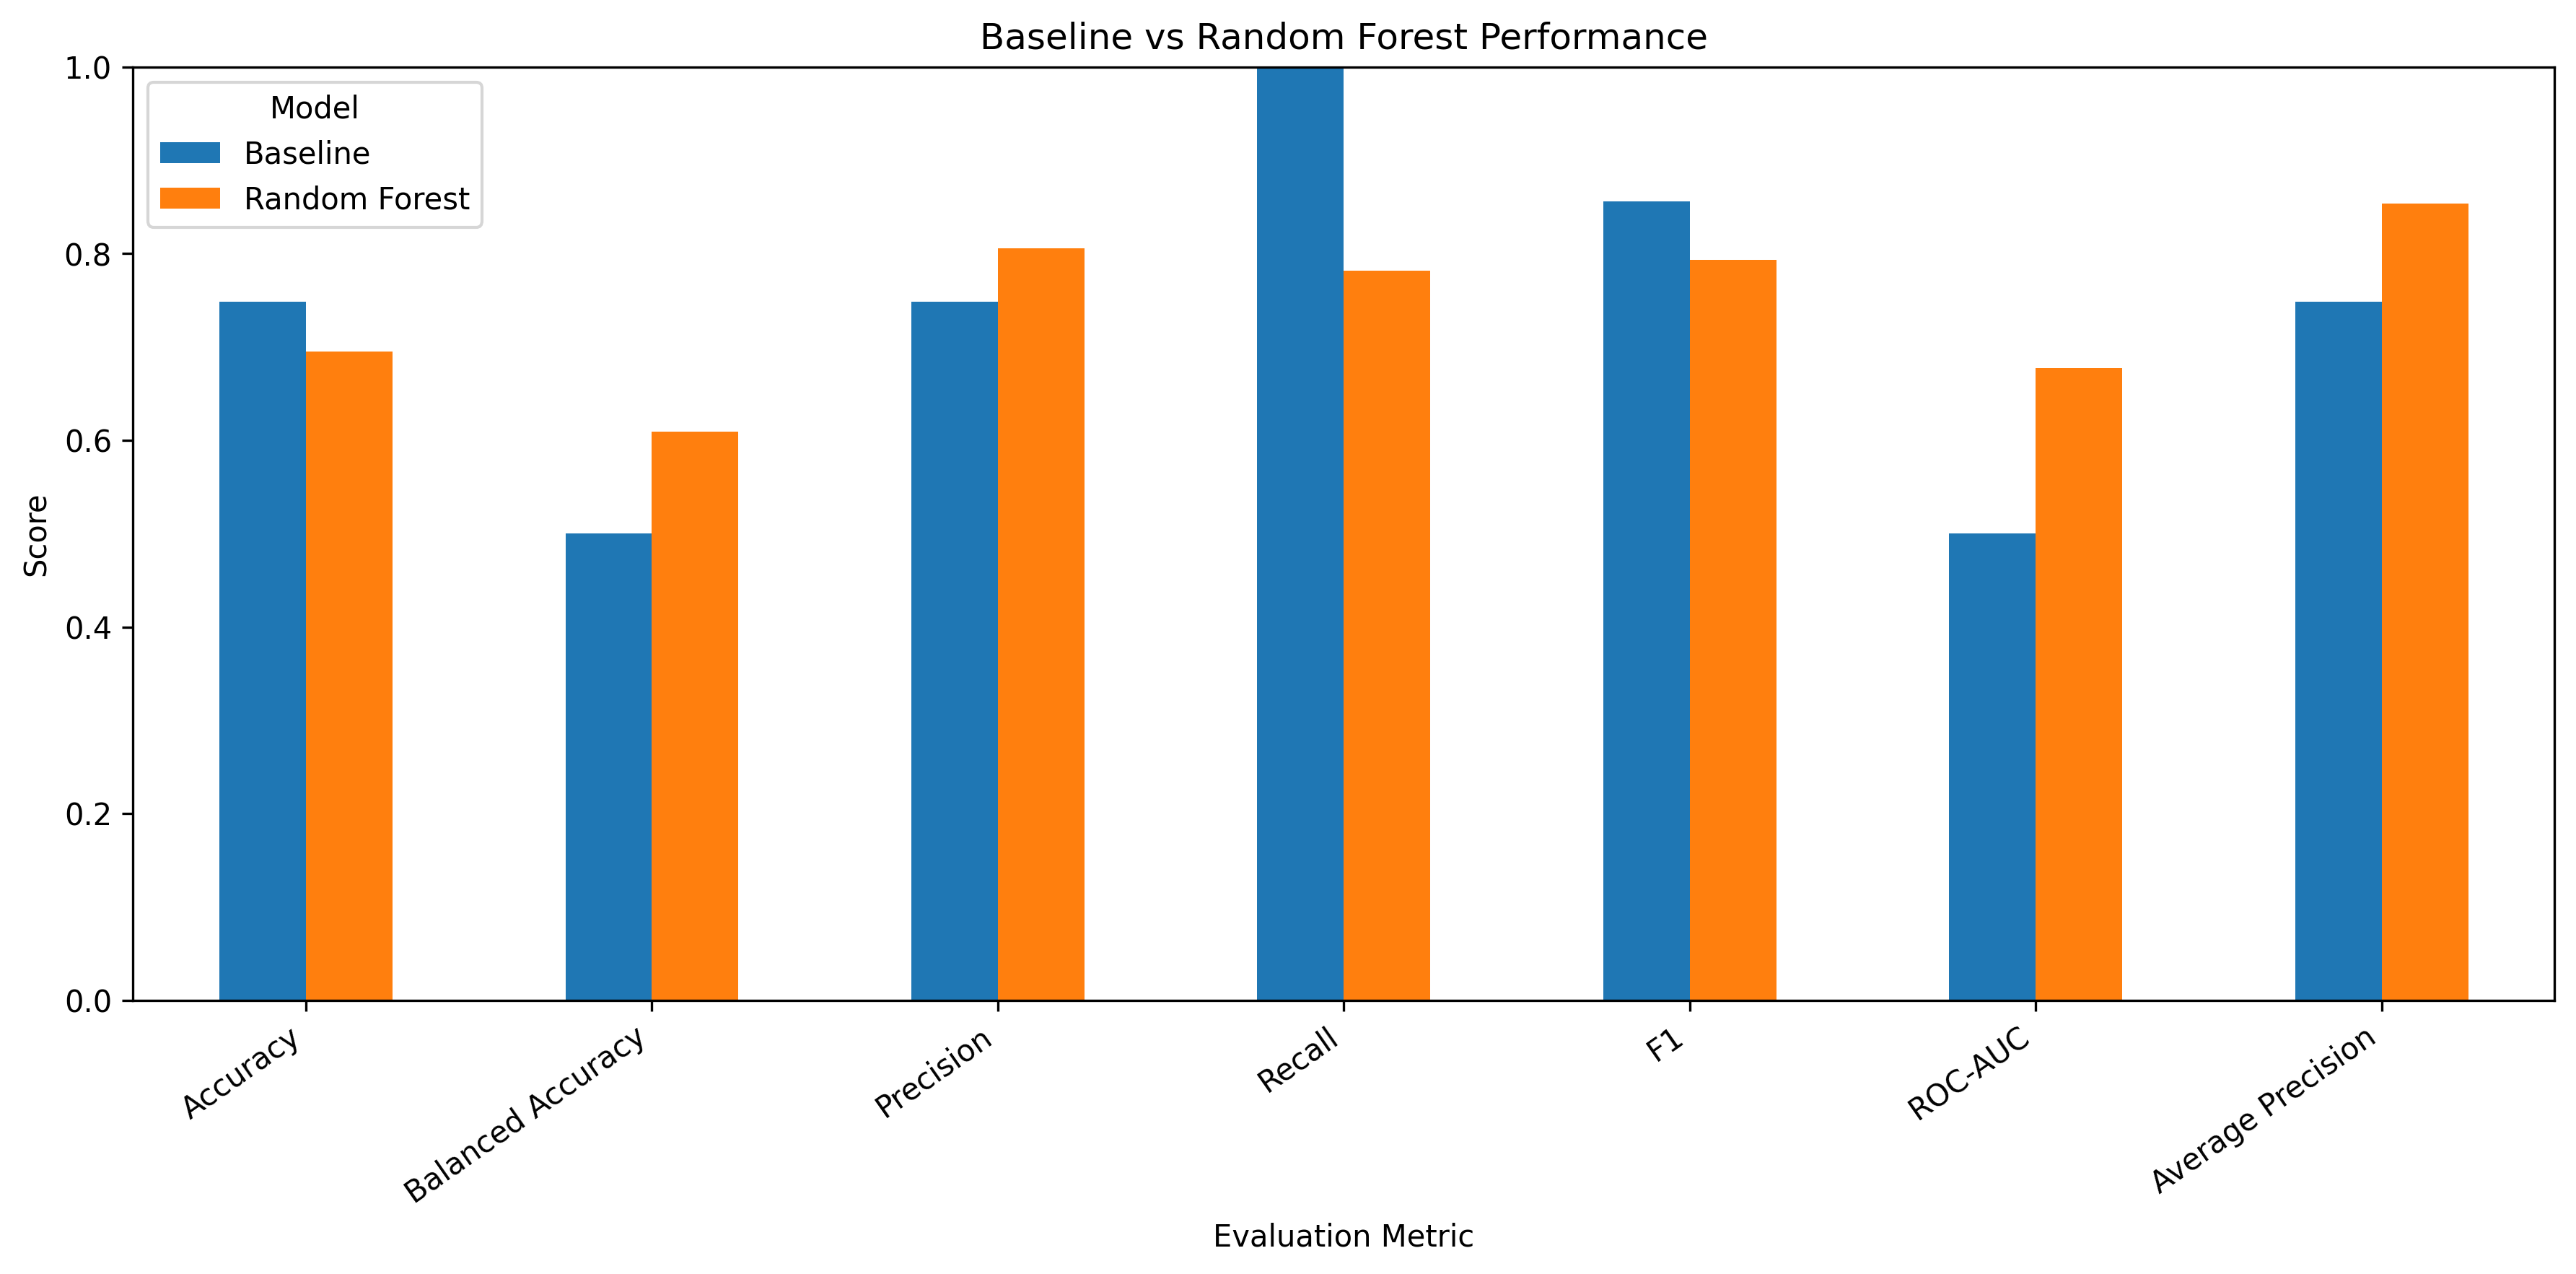 Baseline vs Random Forest Performance
Model
Baseline
Random Forest
1.0
0.8
0.6
0.4
0.2
0.0
Score
Accuracy
Balanced Accuracy
Precision
Recall
F1
ROC-AUC
Average Precision
Evaluation Metric